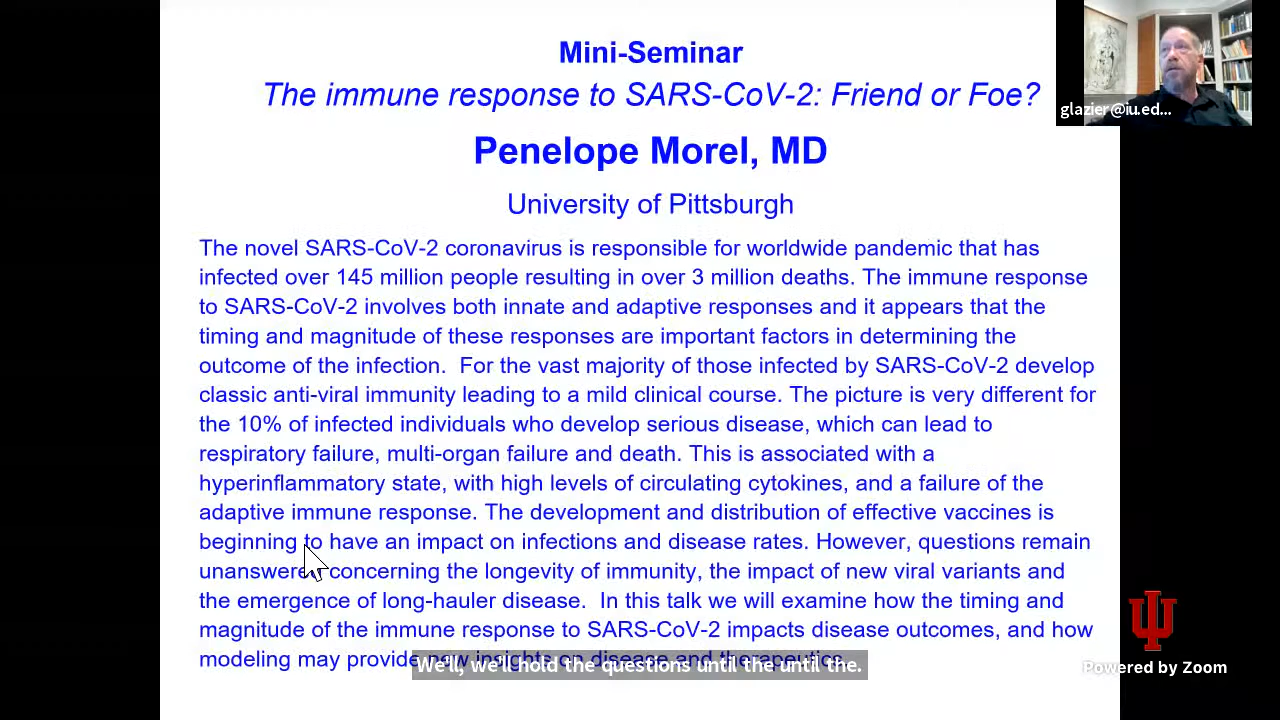 Mini-Seminar
The immune response to SARS-CoV-2: Friend or Foe?
Penelope Morel, MD
University of Pittsburgh
The novel SARS-CoV-2 coronavirus is responsible for worldwide pandemic that has
infected over 145 million people resulting in over 3 million deaths. The immune response
to SARS-CoV-2 involves both innate and adaptive responses and it appears that the
timing and magnitude of these responses are important factors in determining the
outcome of the infection. For the vast majority of those infected by SARS-CoV-2 develop
classic anti-viral immunity leading to a mild clinical course. The picture is very different for
the 10% of infected individuals who develop serious disease, which can lead to
respiratory failure, multi-organ failure and death. This is associated with a
hyperinflammatory state, with high levels of circulating cytokines, and a failure of the
adaptive immune response. The development and distribution of effective vaccines is
beginning to have an impact on infections and disease rates. However, questions remain
unanswered concerning the longevity of immunity, the impact of new viral variants and
the emergence of long-hauler disease. In this talk we will examine how the timing and
magnitude of the immune response to SARS-CoV-2 impacts disease outcomes, and how
modeling may provide new insights on disease and therapeutics.
We'll, we'll hold the questions until the until the.
glazier@iu.ed...
Powered by Zoom